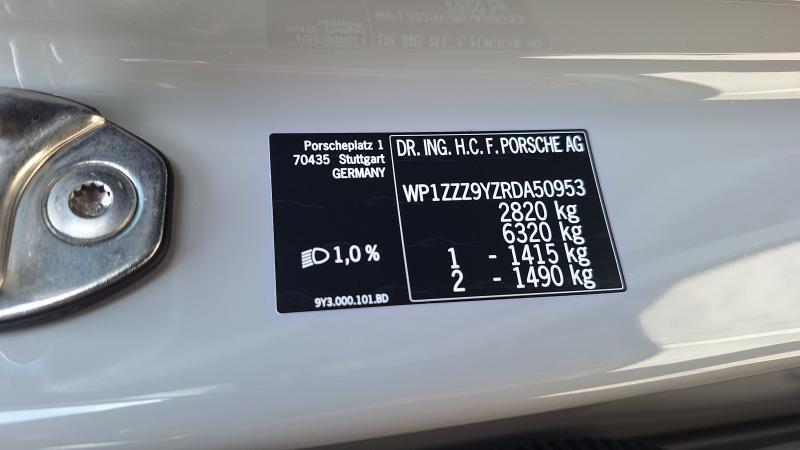 Porscheplatz 1
70435 Stuttgart
GERMANY
1,0 %
9Y3.000.101.BD
DR. ING. H.C. F. PORSCHE AG
WP1ZZZ9YZRDA50953
2820 kg
6320 kg
1 - 1415 kg
2 - 1490 kg